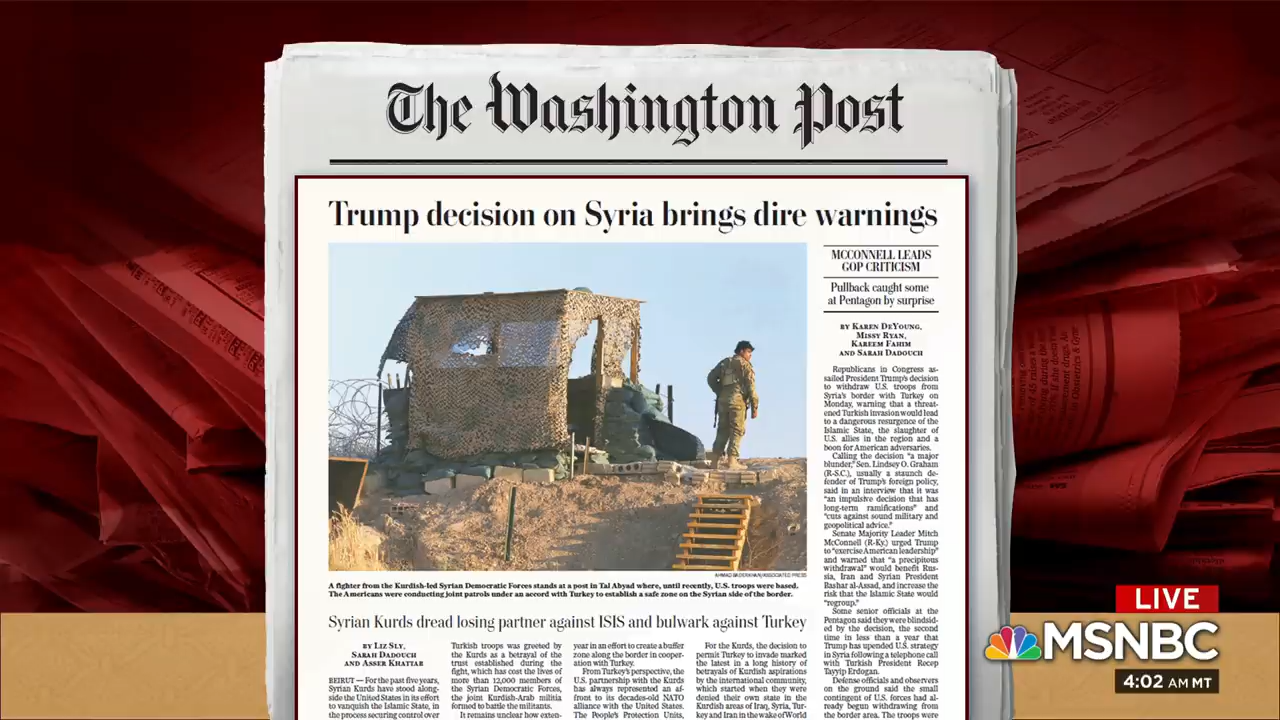 The Washington Post
Trump decision on Syria brings dire warnings
MCCONNELL LEADS
GOP CRITICISM
Pullback caught some
at Pentagon by surprise
BY KAREN DEYOUNG,
MISSY RYAN,
KAREEM FAHIM
AND SARAH DADOUCH
Republicans in Congress as-
sailed President Trump's decision
to withdraw U.S. troops from
Syria's border with Turkey on
Monday, warning that a threat-
ened Turkish invasion would lead
to a dangerous resurgence of the
Islamic State, the slaughter of
U.S. allies in the region and a
boon for American adversaries.
Calling the decision "a major
blunder," Sen. Lindsey O. Graham
(R-S.C.), usually a staunch de-
fender of Trump's foreign policy,
said in an interview that it was
"an impulsive decision that has
long-term ramifications" and
"cuts against sound military and
geopolitical advice."
Senate Majority Leader Mitch
McConnell (R-Ky.) urged Trump
to "exercise American leadership"
and warned that "a precipitous
withdrawal" would benefit Rus-
sia, Iran and Syrian President
Bashar al-Assad, and increase the
risk that the Islamic State would
"regroup."
Some senior officials at the
Pentagon said they were blindsid-
ed by the decision, the second
time in less than a year that
Trump has upended U.S. strategy
in Syria following a telephone call
with Turkish President Recep
Tayyip Erdogan.
Defense officials and observers
on the ground said the small
contingent of U.S. forces had al-
ready begun withdrawing from
the border area. The troops were
A fighter from the Kurdish-led Syrian Democratic Forces stands at a post in Tal Abyad where, until recently, U.S. troops were based.
The Americans were conducting joint patrols under an accord with Turkey to establish a safe zone on the Syrian side of the border.
Syrian Kurds dread losing partner against ISIS and bulwark against Turkey
BY LIZ SLY,
SARAH DADOUCH
AND ASSER KHATTAB
BEIRUT — For the past five years,
Syrian Kurds have stood along-
side the United States in its effort
to vanquish the Islamic State, in
the process securing control over
Turkish troops was greeted by
the Kurds as a betrayal of the
trust established during the
fight, which has cost the lives of
more than 12,000 members of
the Syrian Democratic Forces,
the joint Kurdish-Arab militia
formed to battle the militants.
It remains unclear how exten-
year in an effort to create a buffer
zone along the border in cooper-
ation with Turkey.
From Turkey's perspective, the
U.S. partnership with the Kurds
has always represented an af-
front to its decades-old NATO
alliance with the United States.
The People's Protection Units,
For the Kurds, the decision to
permit Turkey to invade marked
the latest in a long history of
betrayals of Kurdish aspirations
by the international community,
which started when they were
denied their own state in the
Kurdish areas of Iraq, Syria, Tur-
key and Iran in the wake of World
LIVE
MSNBC
4:02 AM MT